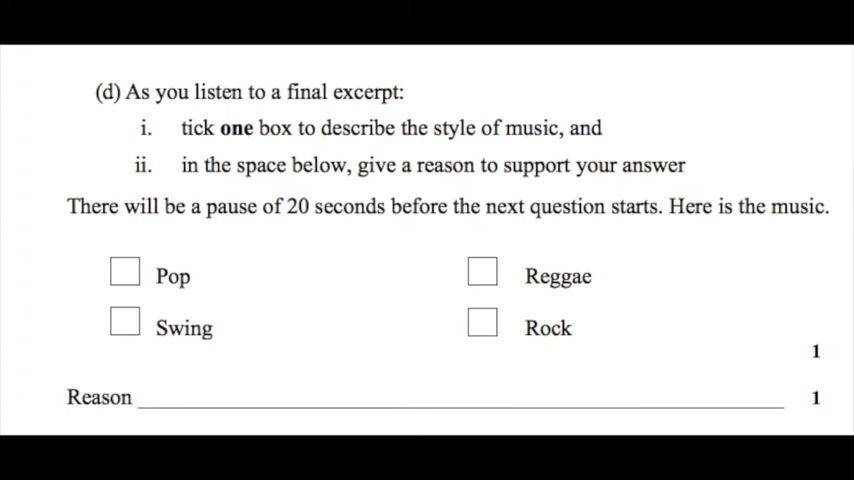 (d) As you listen to a final excerpt:
i. tick one box to describe the style of music, and
ii. in the space below, give a reason to support your answer
There will be a pause of 20 seconds before the next question starts. Here is the music.
Pop Reggae
Swing Rock
1
Reason 1